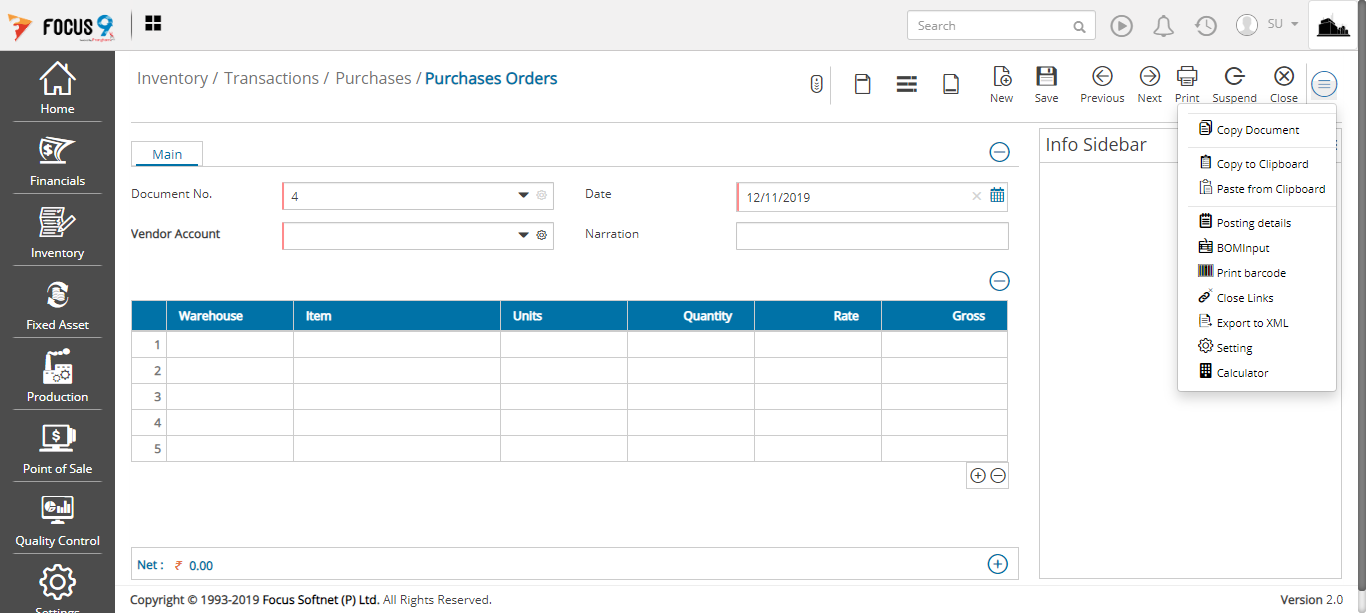 FOCUS 9
Search
SU
Home
Financials
Inventory
Fixed Asset
Production
Point of Sale
Quality Control
Settings
Inventory / Transactions / Purchases / Purchases Orders
New Save Previous Next Print Suspend Close
Copy Document
Copy to Clipboard
Paste from Clipboard
Posting details
BOMInput
Print barcode
Close Links
Export to XML
Setting
Calculator
Info Sidebar
Main
Document No. 4 Date 12/11/2019
Vendor Account Narration
Warehouse Item Units Quantity Rate Gross
1
2
3
4
5
Net : ₹ 0.00
Copyright © 1993-2019 Focus Softnet (P) Ltd. All Rights Reserved. Version 2.0